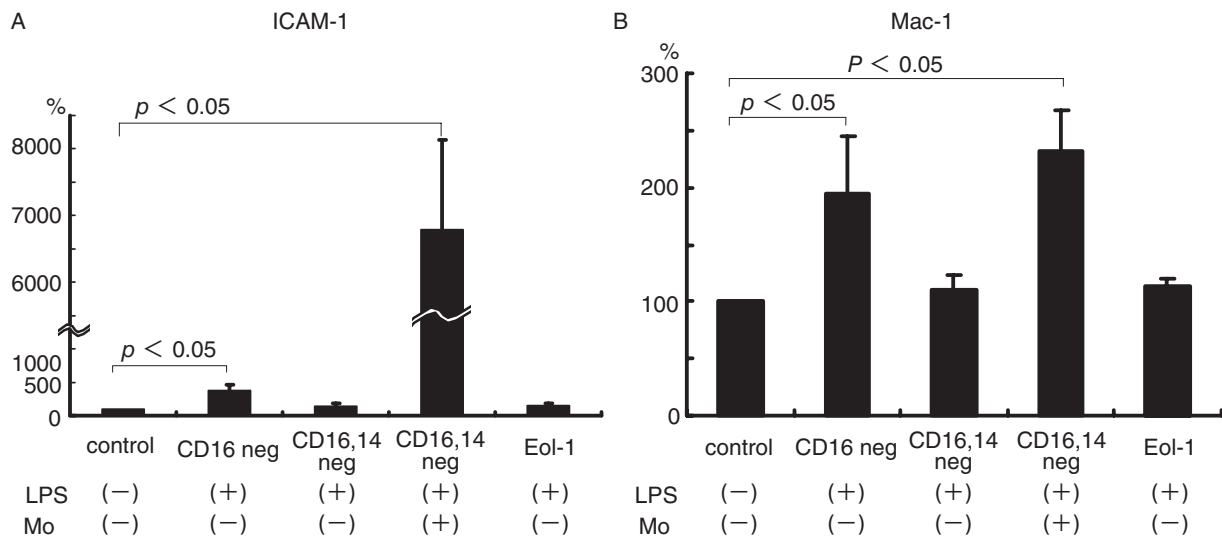 A
ICAM-1
%
p < 0.05
8000
7000
6000
p < 0.05
1000
500
0
control
CD16 neg
CD16,14 neg
CD16,14 neg
Eol-1
LPS (−) (+) (+) (+) (+)
Mo (−) (−) (−) (+) (−)
B
Mac-1
%
300
P < 0.05
p < 0.05
200
100
0
control
CD16 neg
CD16,14 neg
CD16,14 neg
Eol-1
LPS (−) (+) (+) (+) (+)
Mo (−) (−) (−) (+) (−)